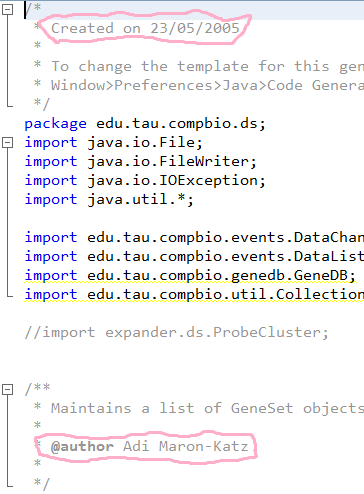 /*
* Created on 23/05/2005
*
* To change the template for this gen
* Window>Preferences>Java>Code Genera
*/
package edu.tau.compbio.ds;
import java.io.File;
import java.io.FileWriter;
import java.io.IOException;
import java.util.*;
import edu.tau.compbio.events.DataChan
import edu.tau.compbio.events.DataList
import edu.tau.compbio.genedb.GeneDB;
import edu.tau.compbio.util.Collection
//import expander.ds.ProbeCluster;
/**
* Maintains a list of GeneSet objects
*
* @author Adi Maron-Katz
*
*/